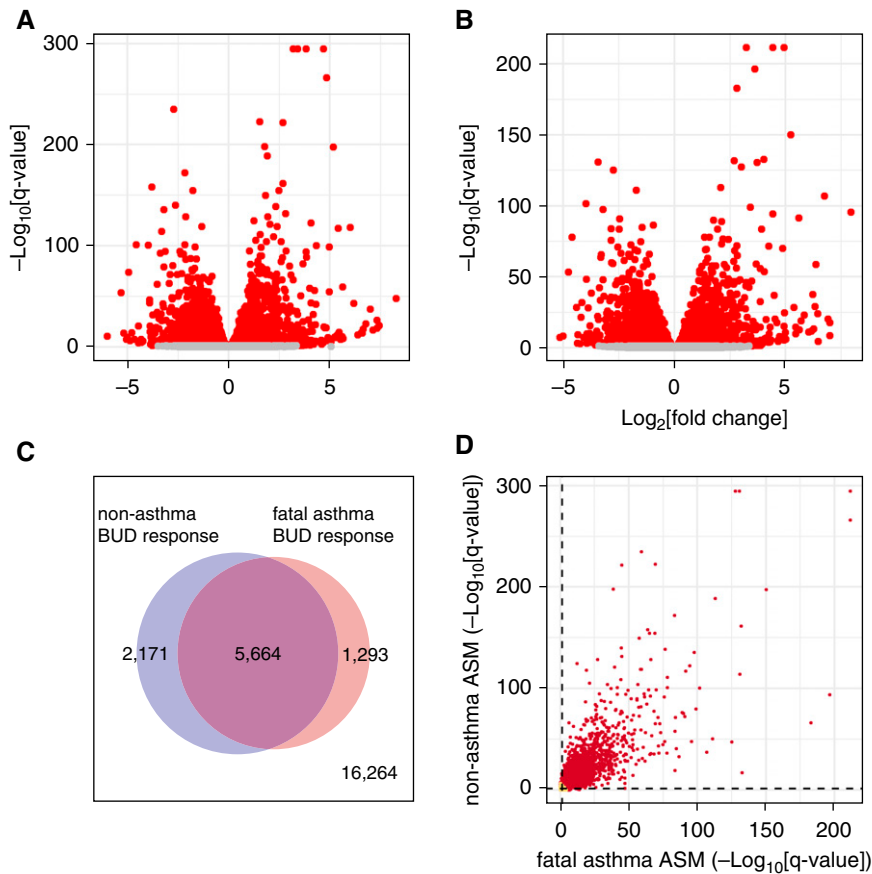 A
300
200
100
0
−5
0
5
−Log10[q-value]
B
200
150
100
50
0
−5
0
5
−Log10[q-value]
Log2[fold change]
C
non-asthma
BUD response
fatal asthma
BUD response
2,171
5,664
1,293
16,264
D
300
200
100
0
0
50
100
150
200
non-asthma ASM (−Log10[q-value])
fatal asthma ASM (−Log10[q-value])